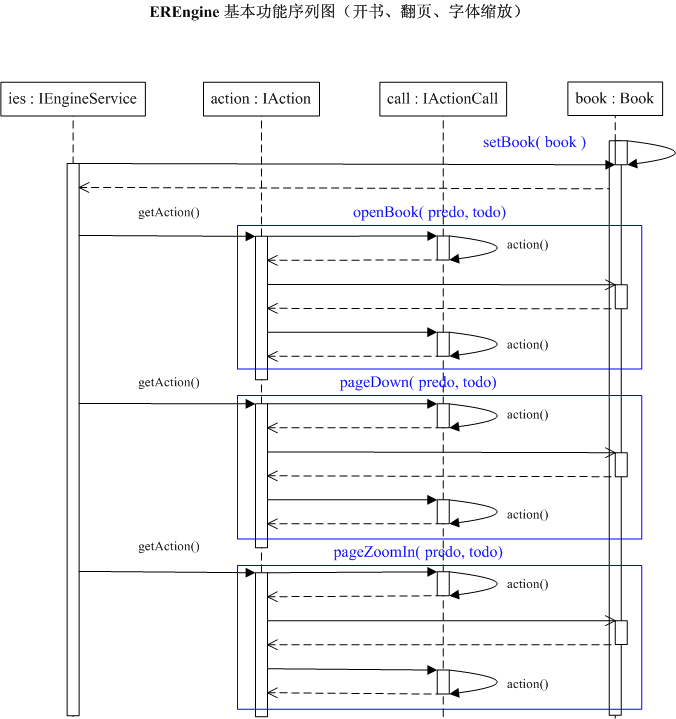 EREngine 基本功能序列图（开书、翻页、字体缩放）
ies : IEngineService
action : IAction
call : IActionCall
book : Book
setBook( book )
getAction()
openBook( predo, todo)
action()
action()
getAction()
pageDown( predo, todo)
action()
action()
getAction()
pageZoomIn( predo, todo)
action()
action()